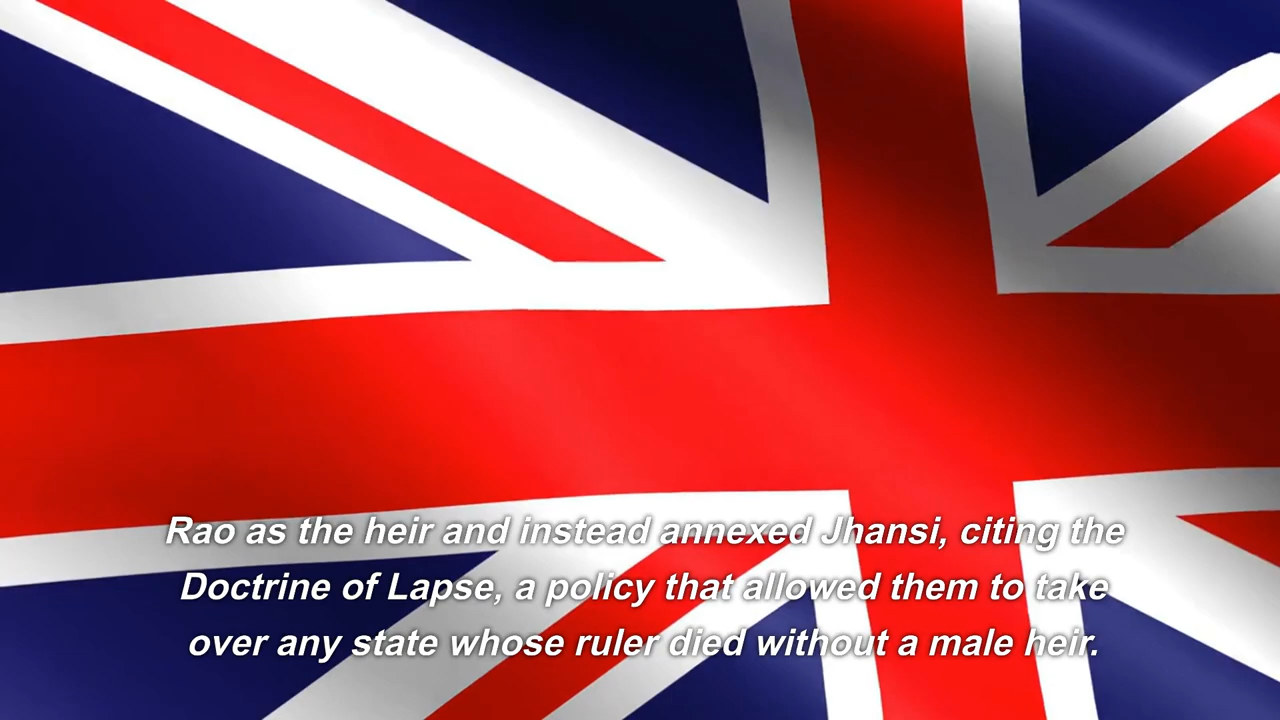 Rao as the heir and instead annexed Jhansi, citing the
Doctrine of Lapse, a policy that allowed them to take
over any state whose ruler died without a male heir.